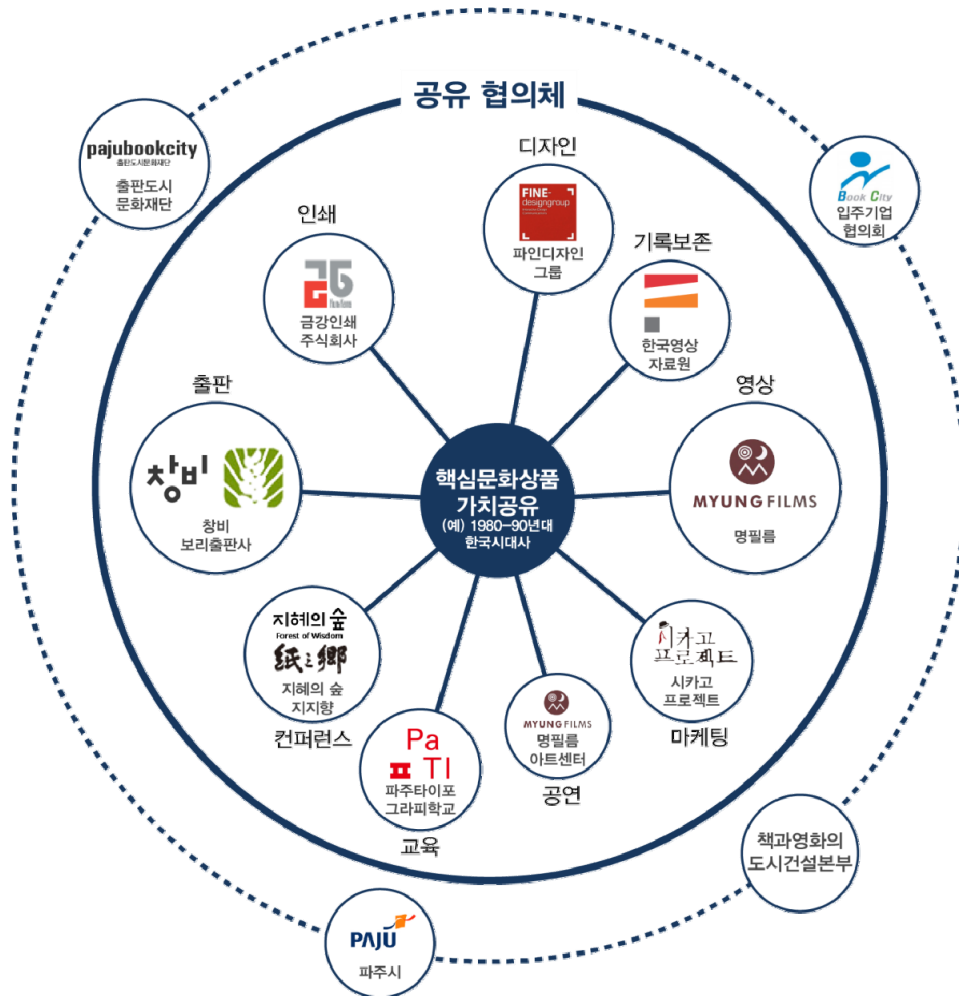 공유 협의체
pajubookcity
출판도시문화재단
출판도시
문화재단
Book City
입주기업
협의회
디자인
FINE-
designgroup
파인디자인
그룹
인쇄
금강인쇄
주식회사
기록보존
한국영상
자료원
출판
창비
창비
보리출판사
영상
MYUNG FILMS
명필름
핵심문화상품
가치공유
(예) 1980-90년대
한국시대사
지혜의 숲
Forest of Wisdom
紙之鄕
지혜의 숲
지지향
컨퍼런스
시카고
프로젝트
시카고
프로젝트
마케팅
MYUNG FILMS
명필름
아트센터
공연
Pa
ㅍ TI
파주타이포
그라피학교
교육
책과영화의
도시건설본부
PAJU
파주시